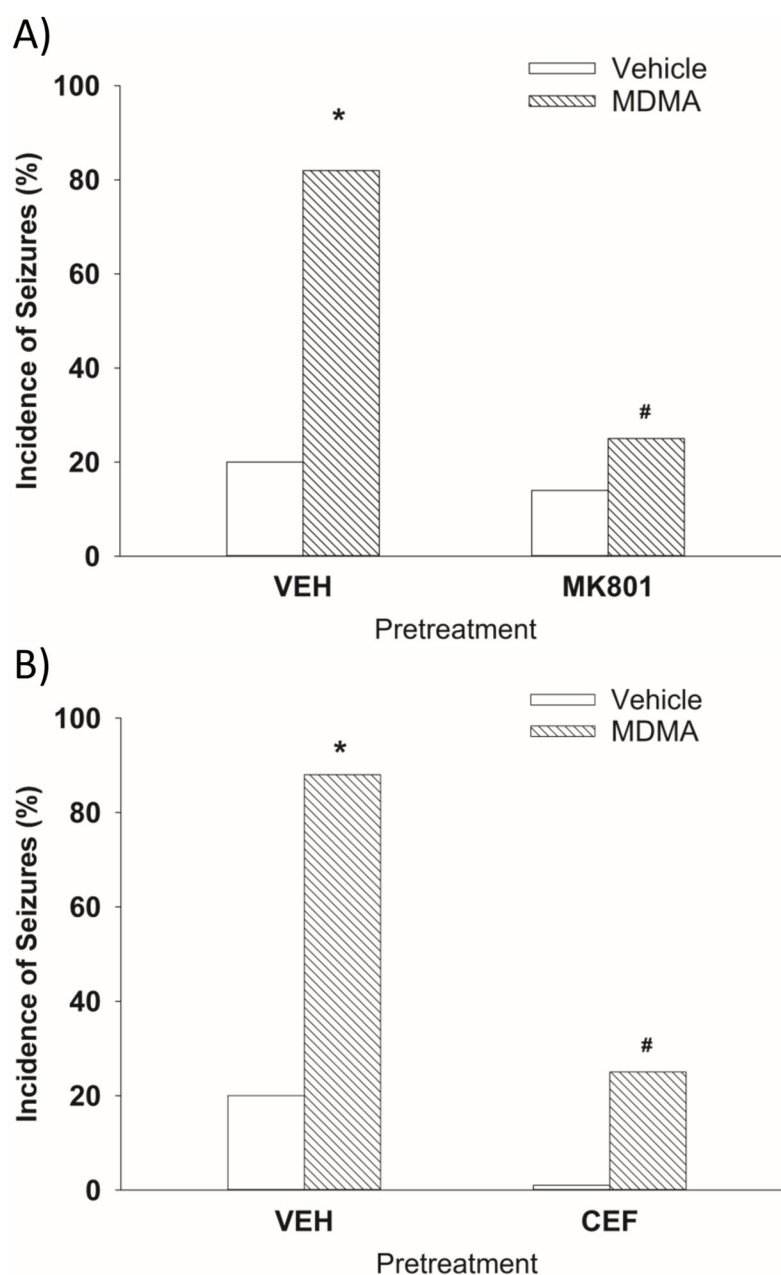 A)
Vehicle
MDMA
100
80
60
40
20
0
Incidence of Seizures (%)
*
#
VEH MK801
Pretreatment
B)
Vehicle
MDMA
100
80
60
40
20
0
Incidence of Seizures (%)
*
#
VEH CEF
Pretreatment